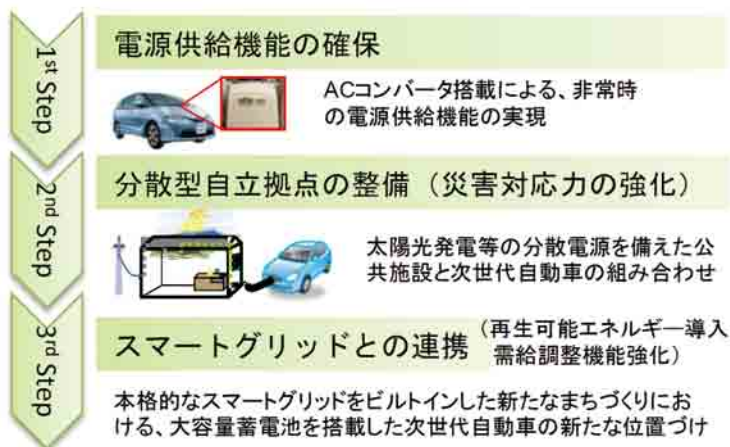 1st Step
電源供給機能の確保
ACコンバータ搭載による、非常時
の電源供給機能の実現
2nd Step
分散型自立拠点の整備（災害対応力の強化）
太陽光発電等の分散電源を備えた公
共施設と次世代自動車の組み合わせ
3rd Step
スマートグリッドとの連携
（再生可能エネルギー導入
需給調整機能強化）
本格的なスマートグリッドをビルトインした新たなまちづくりにお
ける、大容量蓄電池を搭載した次世代自動車の新たな位置づけ